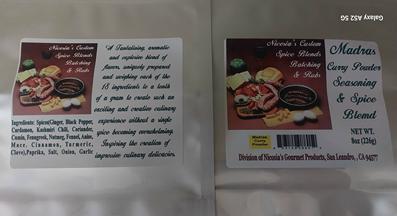 Galaxy A52 5G
Nicosia's Custom
Spice Blends
Batching
& Rubs
Ingredients: Spices(Ginger, Black Pepper,
Cardamon, Kashmiri Chili, Coriander,
Cumin, Fenugreek, Nutmeg, Fennel, Anise,
Mace, Cinnamon, Turmeric,
Clove),Paprika, Salt, Onion, Garlic
A Tantalising, aromatic
and explosive blend of
flavors, uniquely prepared
and weighing each of the
18 ingredients to a tenth
of a gram to create such an
exciting and creative culinary
experience without a single
spice becoming overwhelming.
Inspiring the creation of
impressive culinary delicacies.
Nicosia's Custom
Spice Blends
Batching
& Rubs
Madras
Curry Powder
Seasoning
& Spice
Blend
Madras
Curry
Powder
NET WT.
8oz (226g)
Division of Nicosia's Gourmet Products, San Leandro, , CA 94577